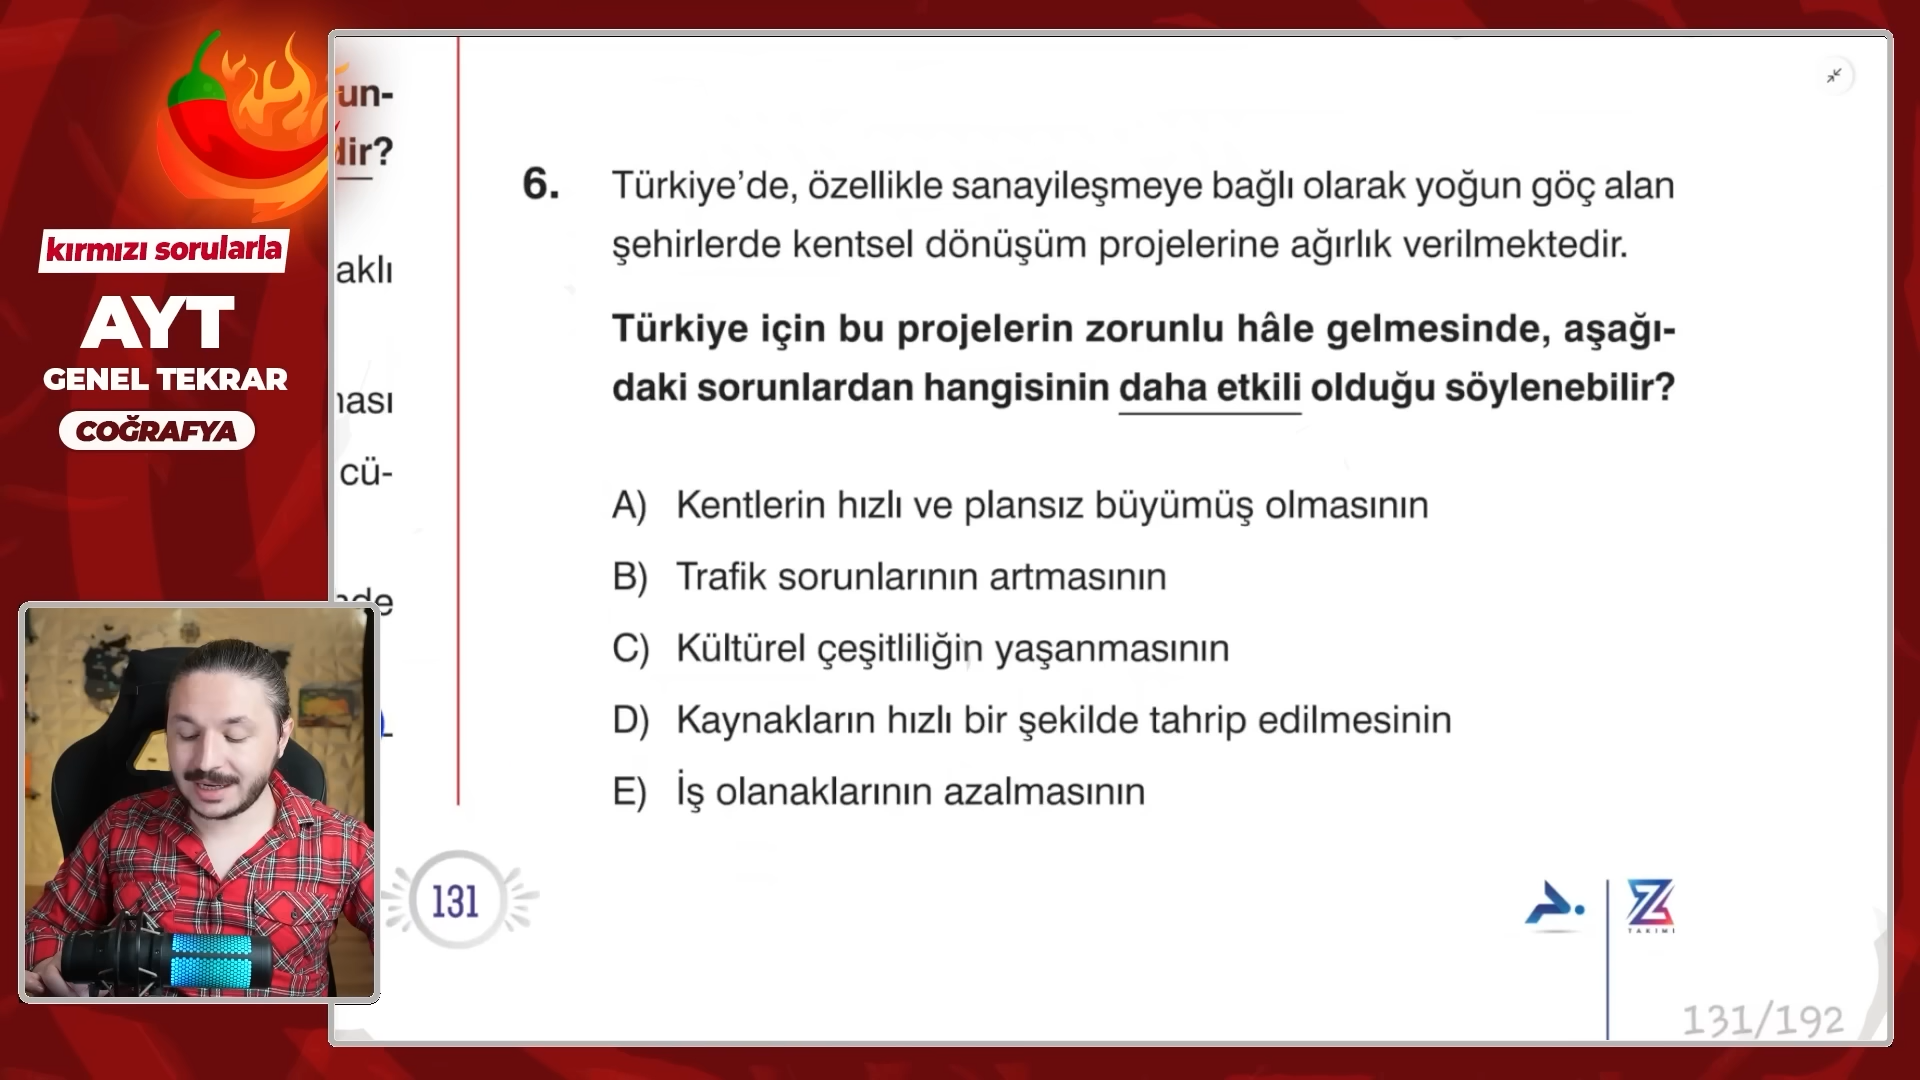 kırmızı sorularla
AYT
GENEL TEKRAR
COĞRAFYA
un-
dir?
aklı
ması
cü-
nde
6. Türkiye'de, özellikle sanayileşmeye bağlı olarak yoğun göç alan
şehirlerde kentsel dönüşüm projelerine ağırlık verilmektedir.
Türkiye için bu projelerin zorunlu hâle gelmesinde, aşağı-
daki sorunlardan hangisinin daha etkili olduğu söylenebilir?
A) Kentlerin hızlı ve plansız büyümüş olmasının
B) Trafik sorunlarının artmasının
C) Kültürel çeşitliliğin yaşanmasının
D) Kaynakların hızlı bir şekilde tahrip edilmesinin
E) İş olanaklarının azalmasının
131
Z
TAKIMI
131/192